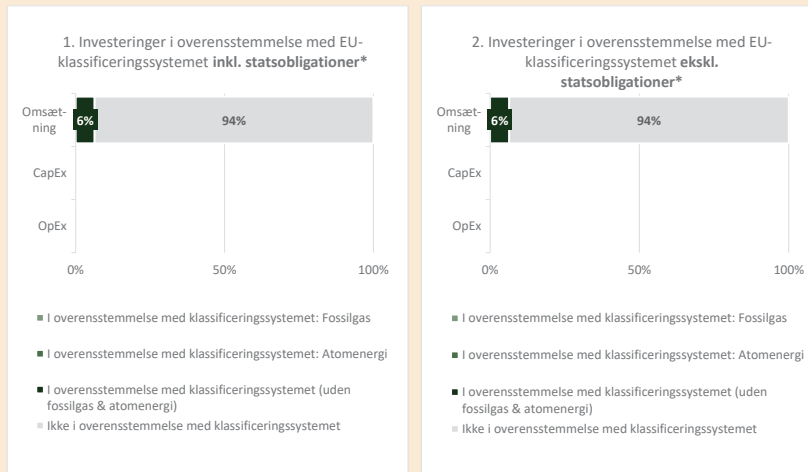 1. Investeringer i overensstemmelse med EU-
klassificeringssystemet inkl. statsobligationer*
Omsæt-
ning
6%
94%
CapEx
OpEx
0%
50%
100%
I overensstemmelse med klassificeringssystemet: Fossilgas
I overensstemmelse med klassificeringssystemet: Atomenergi
I overensstemmelse med klassificeringssystemet (uden
fossilgas & atomenergi)
Ikke i overensstemmelse med klassificeringssystemet
2. Investeringer i overensstemmelse med EU-
klassificeringssystemet ekskl.
statsobligationer*
Omsæt-
ning
6%
94%
CapEx
OpEx
0%
50%
100%
I overensstemmelse med klassificeringssystemet: Fossilgas
I overensstemmelse med klassificeringssystemet: Atomenergi
I overensstemmelse med klassificeringssystemet (uden
fossilgas & atomenergi)
Ikke i overensstemmelse med klassificeringssystemet